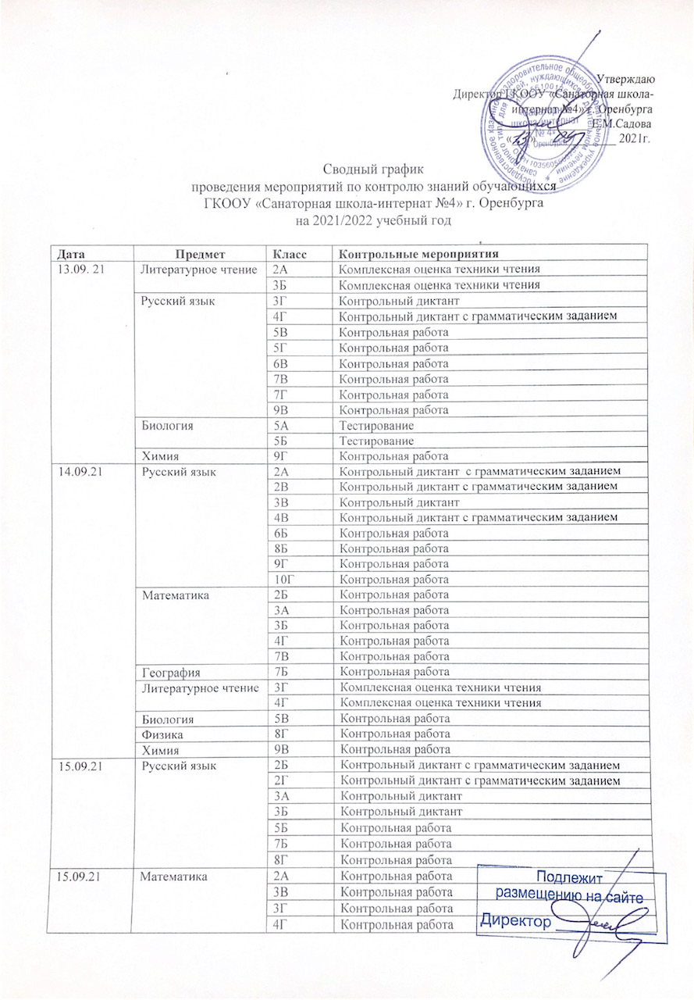 Утверждаю
Директор ГКООУ «Санаторная школа-
интернат №4» г. Оренбурга
Е.М.Садова
2021г.
Сводный график
проведения мероприятий по контролю знаний обучающихся
ГКООУ «Санаторная школа-интернат №4» г. Оренбурга
на 2021/2022 учебный год
Дата Предмет Класс Контрольные мероприятия
13.09. 21 Литературное чтение 2А Комплексная оценка техники чтения
3Б Комплексная оценка техники чтения
Русский язык 3Г Контрольный диктант
4Г Контрольный диктант с грамматическим заданием
5В Контрольная работа
5Г Контрольная работа
6В Контрольная работа
7В Контрольная работа
7Г Контрольная работа
9В Контрольная работа
Биология 5А Тестирование
5Б Тестирование
Химия 9Г Контрольная работа
14.09.21 Русский язык 2А Контрольный диктант с грамматическим заданием
2В Контрольный диктант с грамматическим заданием
3В Контрольный диктант
4В Контрольный диктант с грамматическим заданием
6Б Контрольная работа
8Б Контрольная работа
9Г Контрольная работа
10Г Контрольная работа
Математика 2Б Контрольная работа
3А Контрольная работа
3Б Контрольная работа
4Г Контрольная работа
7В Контрольная работа
География 7Б Контрольная работа
Литературное чтение 3Г Комплексная оценка техники чтения
4Г Комплексная оценка техники чтения
Биология 5В Контрольная работа
Физика 8Г Контрольная работа
Химия 9В Контрольная работа
15.09.21 Русский язык 2Б Контрольный диктант с грамматическим заданием
2Г Контрольный диктант с грамматическим заданием
3А Контрольный диктант
3Б Контрольный диктант
5Б Контрольная работа
7Б Контрольная работа
8Г Контрольная работа
15.09.21 Математика 2А Контрольная работа
3В Контрольная работа
3Г Контрольная работа
4Г Контрольная работа
Подлежит
размещению на сайте
Директор